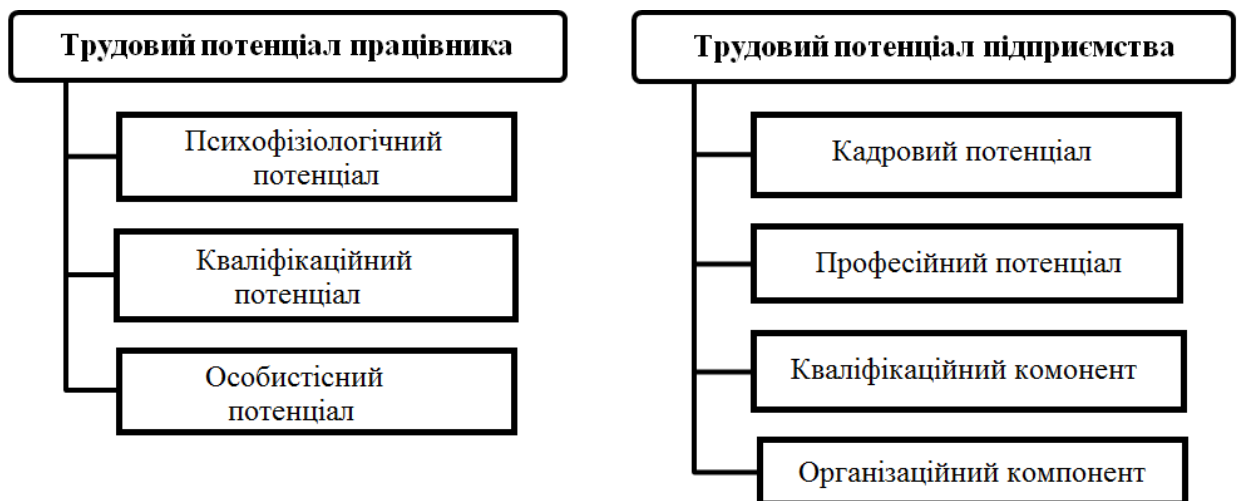 Трудовий потенціал працівника
Психофізіологічний
потенціал
Кваліфікаційний
потенціал
Особистісний
потенціал
Трудовий потенціал підприємства
Кадровий потенціал
Професійний потенціал
Кваліфікаційний комонент
Організаційний компонент